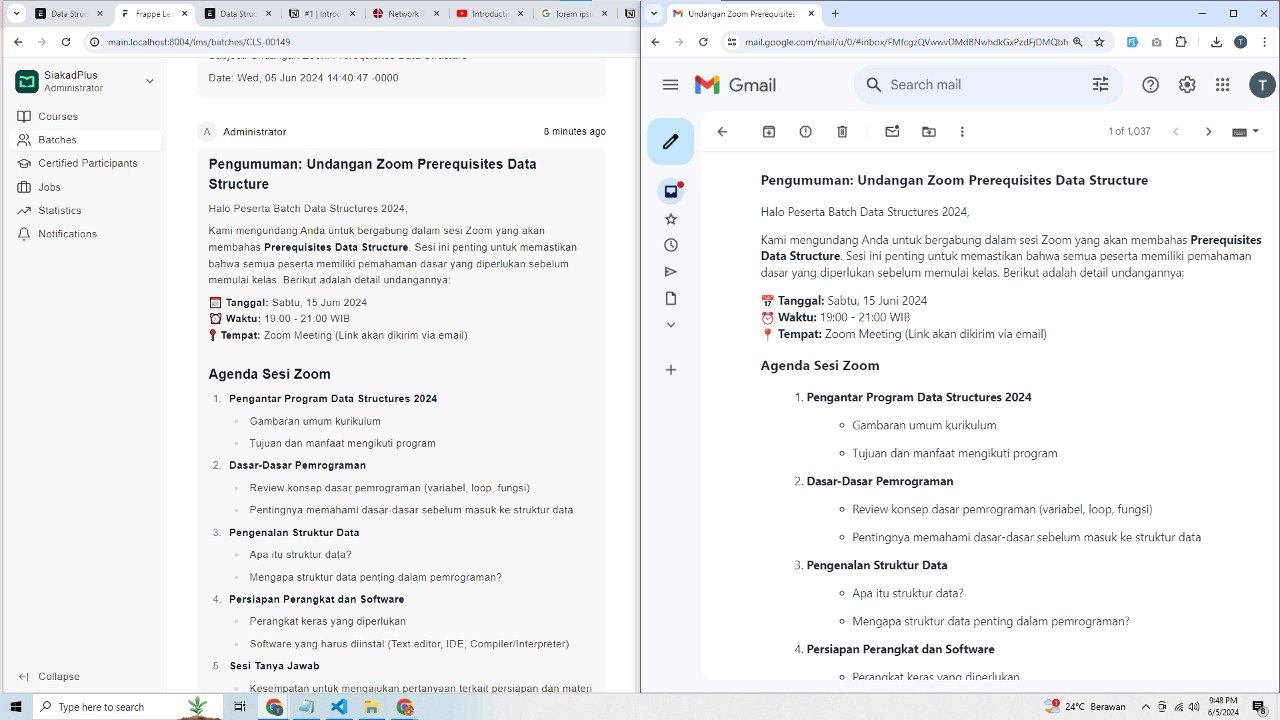 Data Struc
Frappe Le
Data Struc
#1 | Introd
Network
Introducti
lorem ips
main.localhost:8004/lms/batches/CLS-00149
SiakadPlus
Administrator
Courses
Batches
Certified Participants
Jobs
Statistics
Notifications
Collapse
Date: Wed, 05 Jun 2024 14:40:47 -0000
A Administrator 8 minutes ago
Pengumuman: Undangan Zoom Prerequisites Data
Structure
Halo Peserta Batch Data Structures 2024,
Kami mengundang Anda untuk bergabung dalam sesi Zoom yang akan
membahas Prerequisites Data Structure. Sesi ini penting untuk memastikan
bahwa semua peserta memiliki pemahaman dasar yang diperlukan sebelum
memulai kelas. Berikut adalah detail undangannya:
📅 Tanggal: Sabtu, 15 Juni 2024
⏰ Waktu: 19:00 - 21:00 WIB
📍 Tempat: Zoom Meeting (Link akan dikirim via email)
Agenda Sesi Zoom
1. Pengantar Program Data Structures 2024
Gambaran umum kurikulum
Tujuan dan manfaat mengikuti program
2. Dasar-Dasar Pemrograman
Review konsep dasar pemrograman (variabel, loop, fungsi)
Pentingnya memahami dasar-dasar sebelum masuk ke struktur data
3. Pengenalan Struktur Data
Apa itu struktur data?
Mengapa struktur data penting dalam pemrograman?
4. Persiapan Perangkat dan Software
Perangkat keras yang diperlukan
Software yang harus diinstal (Text editor, IDE, Compiler/Interpreter)
5. Sesi Tanya Jawab
Kesempatan untuk mengajukan pertanyaan terkait persiapan dan materi
Undangan Zoom Prerequisites
mail.google.com/mail/u/0/#inbox/
Gmail
Search mail
T
1 of 1,037
Pengumuman: Undangan Zoom Prerequisites Data Structure
Halo Peserta Batch Data Structures 2024,
Kami mengundang Anda untuk bergabung dalam sesi Zoom yang akan membahas Prerequisites
Data Structure. Sesi ini penting untuk memastikan bahwa semua peserta memiliki pemahaman
dasar yang diperlukan sebelum memulai kelas. Berikut adalah detail undangannya:
📅 Tanggal: Sabtu, 15 Juni 2024
⏰ Waktu: 19:00 - 21:00 WIB
📍 Tempat: Zoom Meeting (Link akan dikirim via email)
Agenda Sesi Zoom
1. Pengantar Program Data Structures 2024
Gambaran umum kurikulum
Tujuan dan manfaat mengikuti program
2. Dasar-Dasar Pemrograman
Review konsep dasar pemrograman (variabel, loop, fungsi)
Pentingnya memahami dasar-dasar sebelum masuk ke struktur data
3. Pengenalan Struktur Data
Apa itu struktur data?
Mengapa struktur data penting dalam pemrograman?
4. Persiapan Perangkat dan Software
Perangkat keras yang diperlukan
Type here to search
24°C Berawan
9:48 PM
6/5/2024